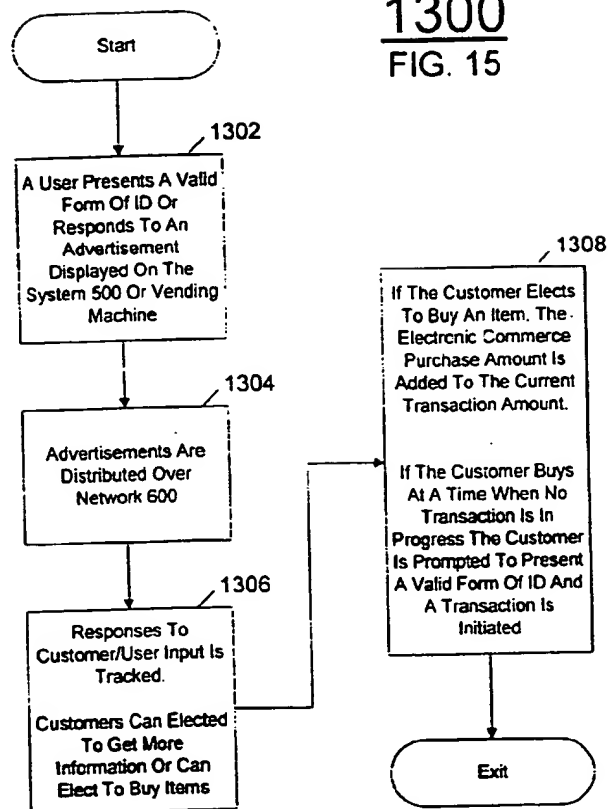 1300
FIG. 15
Start
1302
A User Presents A Valid
Form Of ID Or
Responds To An
Advertisement
Displayed On The
System 500 Or Vending
Machine
1304
Advertisements Are
Distributed Over
Network 600
1306
Responses To
Customer/User Input Is
Tracked.
Customers Can Elected
To Get More
Information Or Can
Elect To Buy Items
1308
If The Customer Elects
To Buy An Item, The
Electronic Commerce
Purchase Amount Is
Added To The Current
Transaction Amount.
If The Customer Buys
At A Time When No
Transaction Is In
Progress The Customer
Is Prompted To Present
A Valid Form Of ID And
A Transaction Is
Initiated
Exit